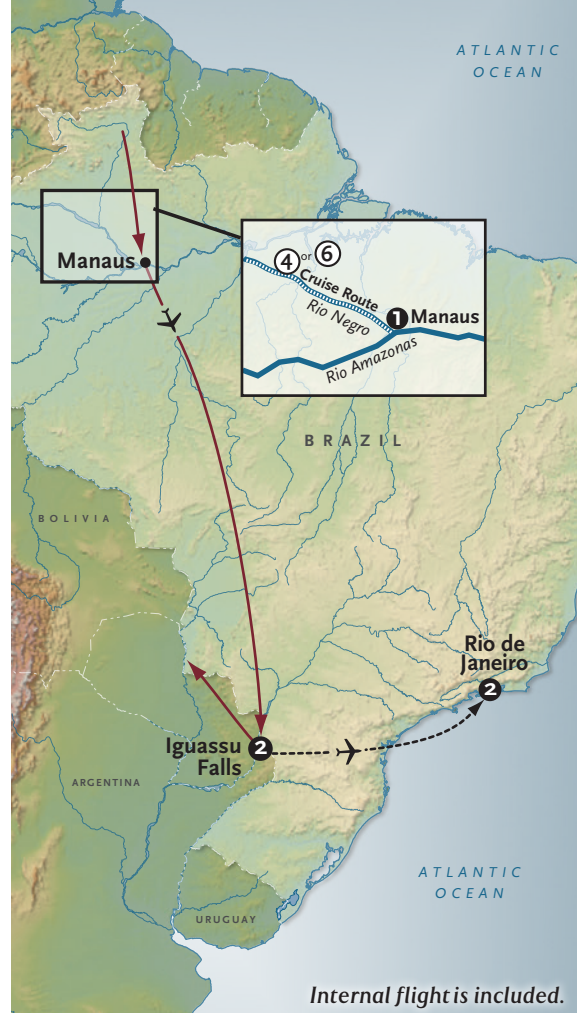 ATLANTIC
OCEAN
Manaus
4 or 6
Cruise Route
Rio Negro
1 Manaus
Rio Amazonas
BRAZIL
BOLIVIA
Rio de
Janeiro
2
Iguassu
Falls
2
ARGENTINA
ATLANTIC
OCEAN
URUGUAY
Internal flight is included.